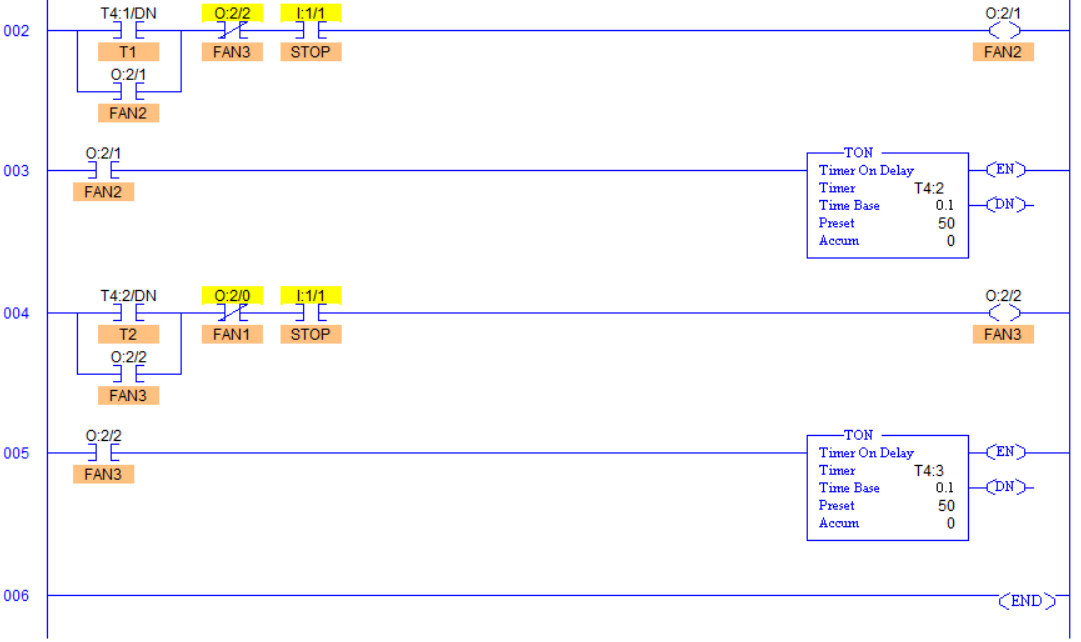 T4:1/DN O:2/2 I:1/1 O:2/1
002
T1 FAN3 STOP FAN2
O:2/1
FAN2
O:2/1 TON
003 Timer On Delay EN
FAN2 Timer T4:2
Time Base 0.1 DN
Preset 50
Accum 0
T4:2/DN O:2/0 I:1/1 O:2/2
004
T2 FAN1 STOP FAN3
O:2/2
FAN3
O:2/2 TON
005 Timer On Delay EN
FAN3 Timer T4:3
Time Base 0.1 DN
Preset 50
Accum 0
006 END